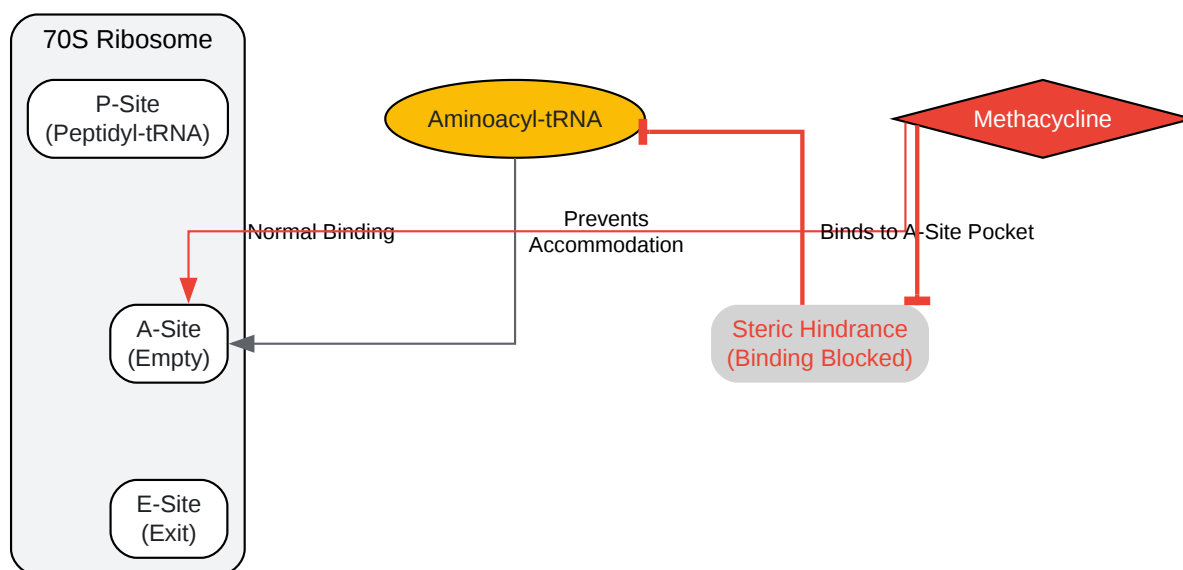 70S Ribosome
P-Site
(Peptidyl-tRNA)
Aminoacyl-tRNA
Methacycline
Normal Binding
Prevents
Accommodation
Binds to A-Site Pocket
A-Site
(Empty)
Steric Hindrance
(Binding Blocked)
E-Site
(Exit)